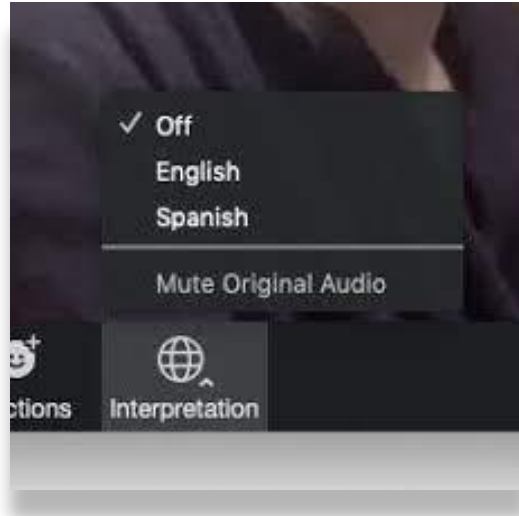 Off
English
Spanish
Mute Original Audio
ctions Interpretation